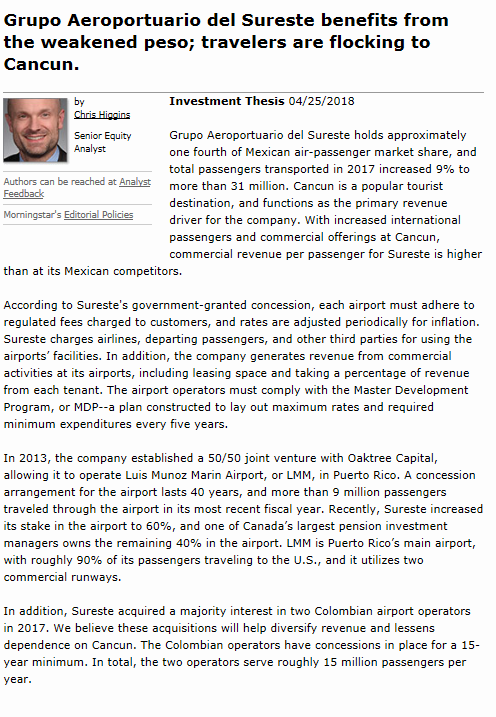 Grupo Aeroportuario del Sureste benefits from
the weakened peso; travelers are flocking to
Cancun.
by
Chris Higgins
Senior Equity
Analyst
Authors can be reached at Analyst
Feedback
Morningstar's Editorial Policies
Investment Thesis 04/25/2018
Grupo Aeroportuario del Sureste holds approximately
one fourth of Mexican air-passenger market share, and
total passengers transported in 2017 increased 9% to
more than 31 million. Cancun is a popular tourist
destination, and functions as the primary revenue
driver for the company. With increased international
passengers and commercial offerings at Cancun,
commercial revenue per passenger for Sureste is higher
than at its Mexican competitors.
According to Sureste's government-granted concession, each airport must adhere to
regulated fees charged to customers, and rates are adjusted periodically for inflation.
Sureste charges airlines, departing passengers, and other third parties for using the
airports’ facilities. In addition, the company generates revenue from commercial
activities at its airports, including leasing space and taking a percentage of revenue
from each tenant. The airport operators must comply with the Master Development
Program, or MDP--a plan constructed to lay out maximum rates and required
minimum expenditures every five years.
In 2013, the company established a 50/50 joint venture with Oaktree Capital,
allowing it to operate Luis Munoz Marin Airport, or LMM, in Puerto Rico. A concession
arrangement for the airport lasts 40 years, and more than 9 million passengers
traveled through the airport in its most recent fiscal year. Recently, Sureste increased
its stake in the airport to 60%, and one of Canada’s largest pension investment
managers owns the remaining 40% in the airport. LMM is Puerto Rico’s main airport,
with roughly 90% of its passengers traveling to the U.S., and it utilizes two
commercial runways.
In addition, Sureste acquired a majority interest in two Colombian airport operators
in 2017. We believe these acquisitions will help diversify revenue and lessens
dependence on Cancun. The Colombian operators have concessions in place for a 15-
year minimum. In total, the two operators serve roughly 15 million passengers per
year.